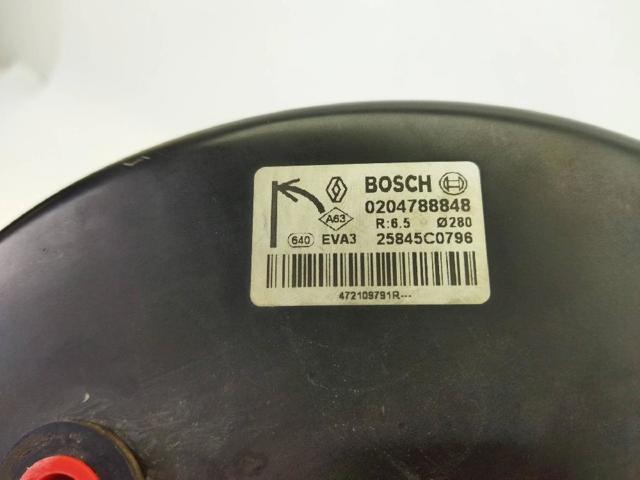 BOSCH
0204788848
A63
R:6.5 Ø280
640 EVA3 25845C0796
472109791R---